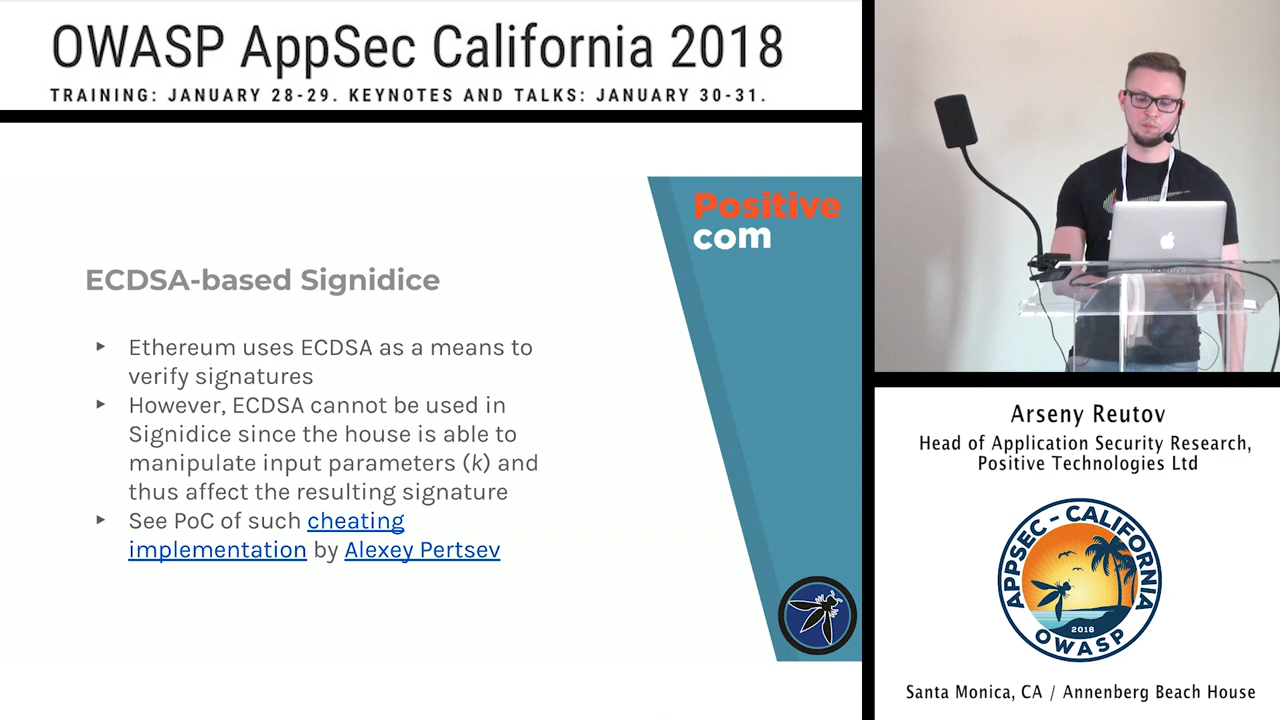 OWASP AppSec California 2018
TRAINING: JANUARY 28-29. KEYNOTES AND TALKS: JANUARY 30-31.
Positive
com
ECDSA-based Signidice
Ethereum uses ECDSA as a means to
verify signatures
However, ECDSA cannot be used in
Signidice since the house is able to
manipulate input parameters (k) and
thus affect the resulting signature
See PoC of such cheating
implementation by Alexey Pertsev
Arseny Reutov
Head of Application Security Research,
Positive Technologies Ltd
APPSEC - CALIFORNIA
2018
OWASP
Santa Monica, CA / Annenberg Beach House